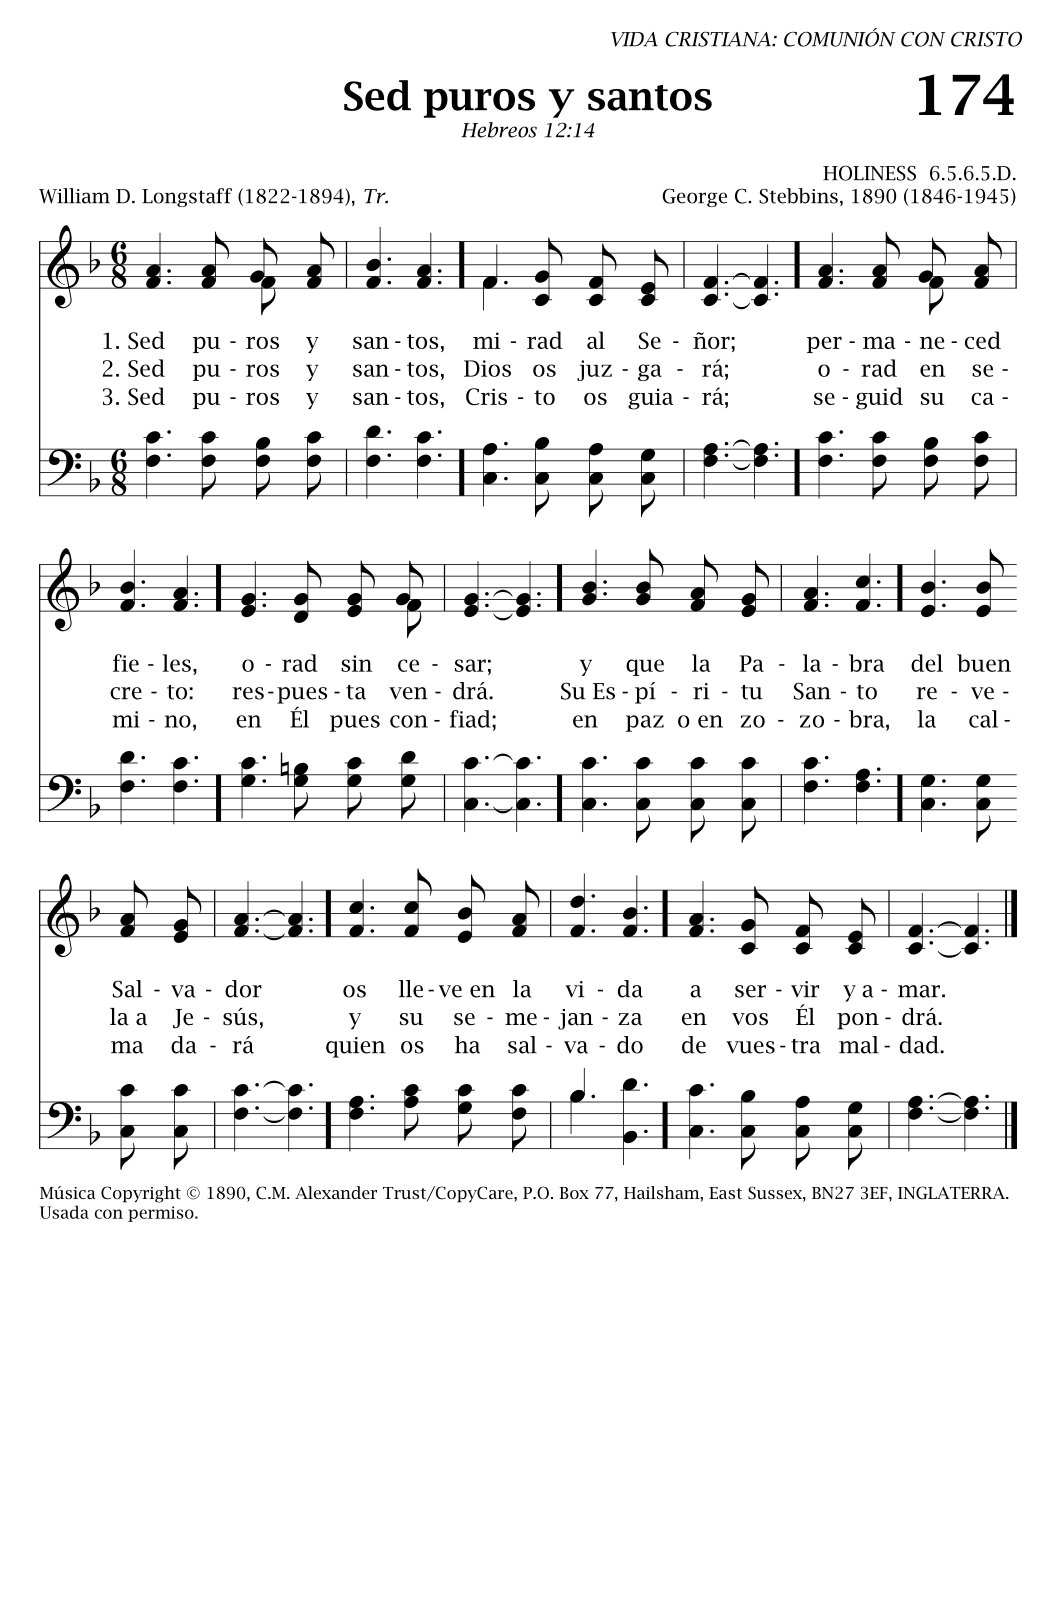 VIDA CRISTIANA: COMUNIÓN CON CRISTO
Sed puros y santos
174
Hebreos 12:14
HOLINESS 6.5.6.5.D.
William D. Longstaff (1822-1894), Tr.
George C. Stebbins, 1890 (1846-1945)
6
8
1. Sed pu - ros y san - tos, mi - rad al Se - ñor; per - ma - ne - ced
2. Sed pu - ros y san - tos, Dios os juz - ga - rá; o - rad en se -
3. Sed pu - ros y san - tos, Cris - to os guia - rá; se - guid su ca -
6
8
fie - les, o - rad sin ce - sar; y que la Pa - la - bra del buen
cre - to: res - pues - ta ven - drá. Su Es - pí - ri - tu San - to re - ve -
mi - no, en Él pues con - fiad; en paz o en zo - zo - bra, la cal -
Sal - va - dor os lle - ve en la vi - da a ser - vir y a - mar.
la a Je - sús, y su se - me - jan - za en vos Él pon - drá.
ma da - rá quien os ha sal - va - do de vues - tra mal - dad.
Música Copyright © 1890, C.M. Alexander Trust/CopyCare, P.O. Box 77, Hailsham, East Sussex, BN27 3EF, INGLATERRA.
Usada con permiso.